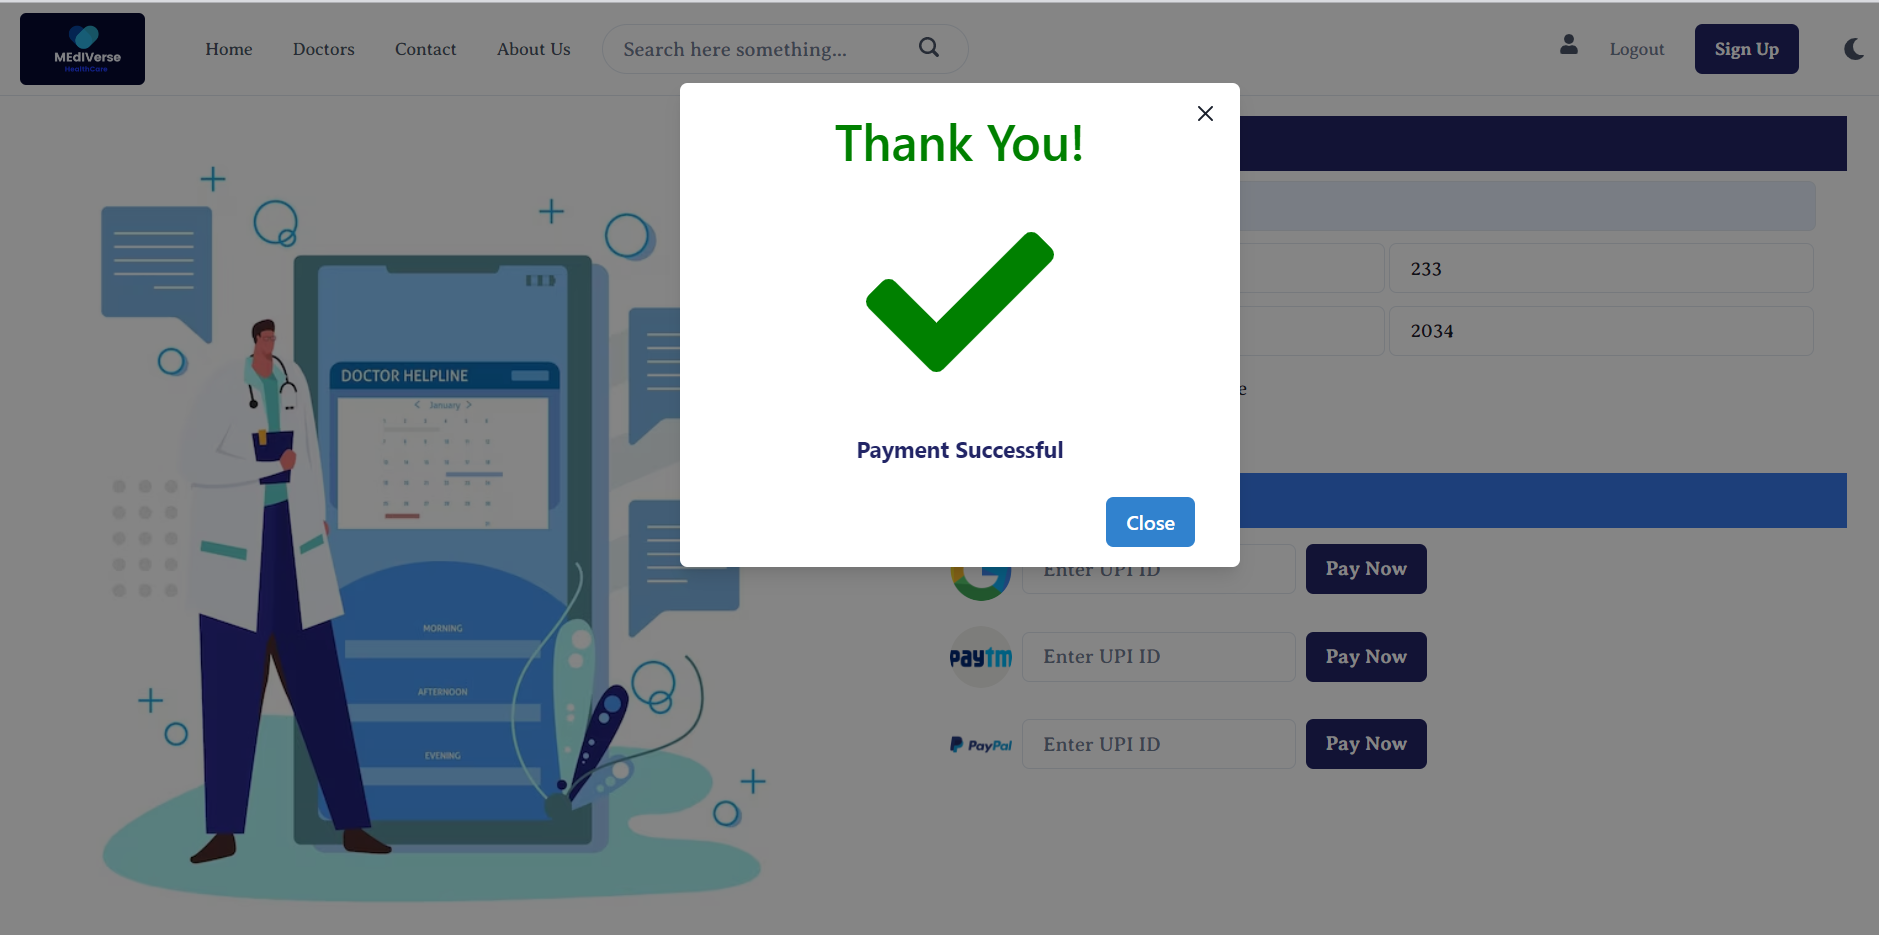 MEdIVerse
HealthCare
Home
Doctors
Contact
About Us
Search here something...
Logout
Sign Up
Thank You!
Payment Successful
Close
233
2034
e
DOCTOR HELPLINE
January
MORNING
AFTERNOON
EVENING
Enter UPI ID
Pay Now
paytm
Enter UPI ID
Pay Now
PayPal
Enter UPI ID
Pay Now